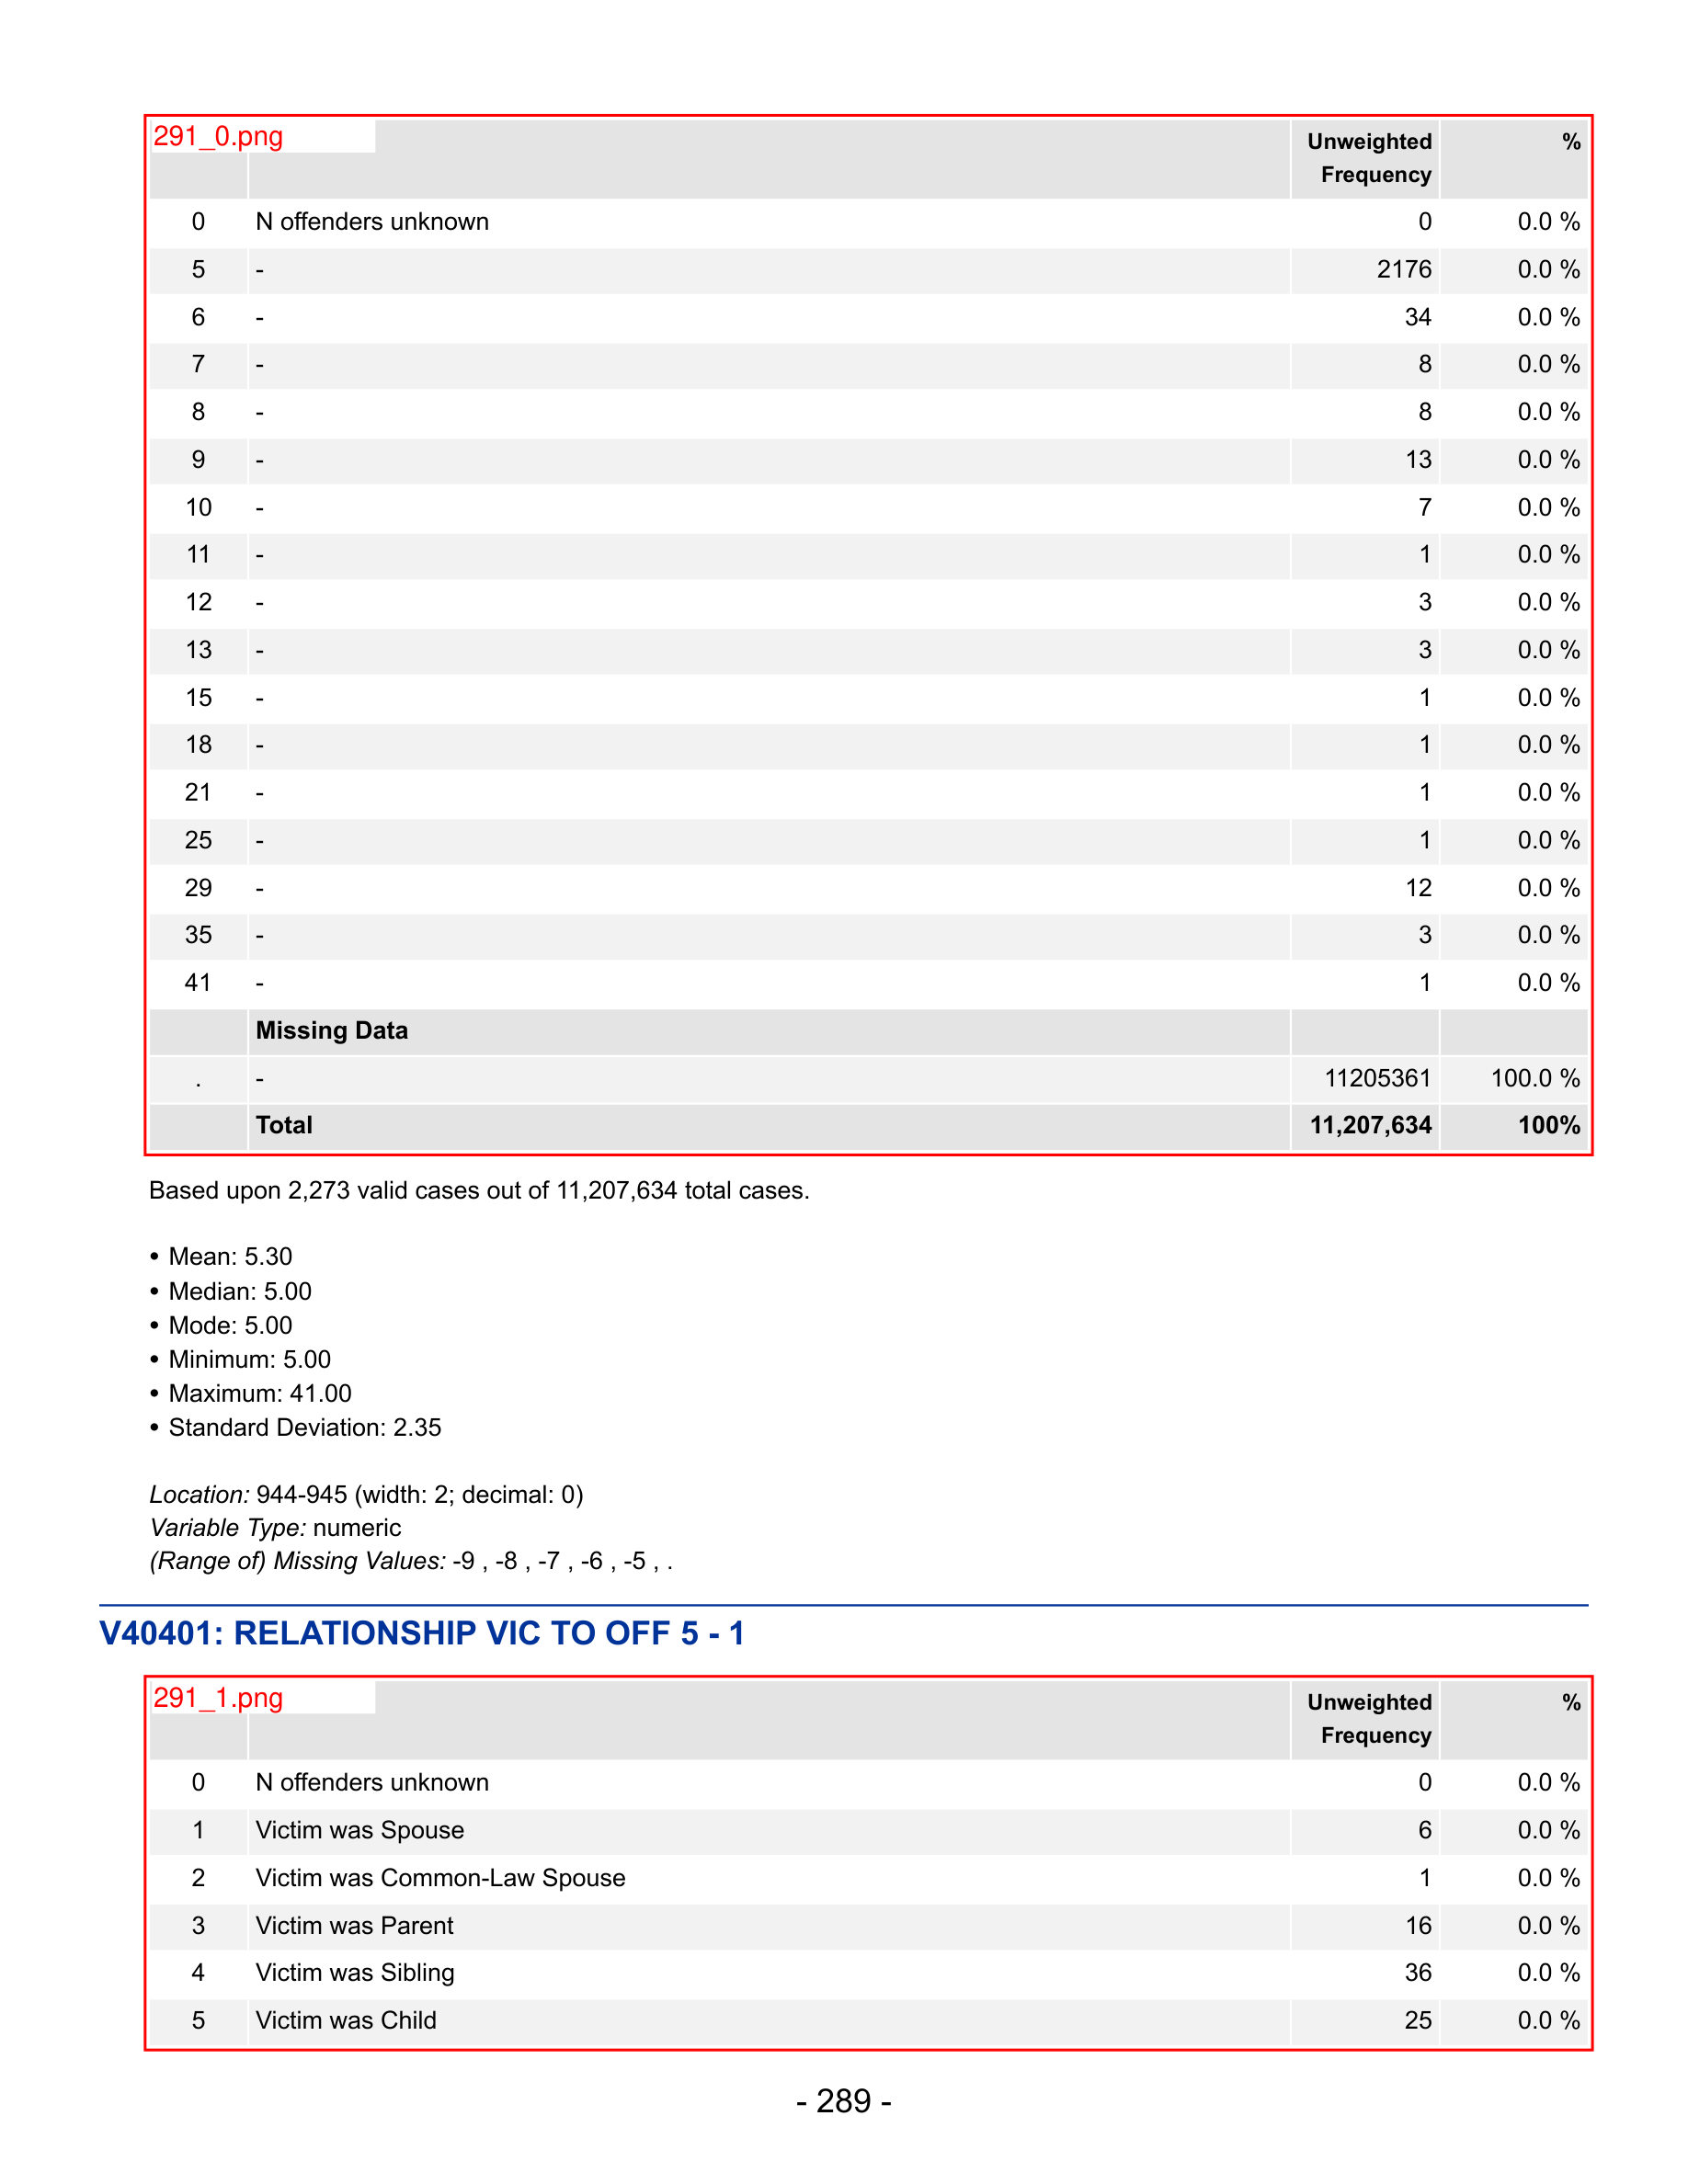 291_0.png
Unweighted Frequency %
0 N offenders unknown 0 0.0 %
5 - 2176 0.0 %
6 - 34 0.0 %
7 - 8 0.0 %
8 - 8 0.0 %
9 - 13 0.0 %
10 - 7 0.0 %
11 - 1 0.0 %
12 - 3 0.0 %
13 - 3 0.0 %
15 - 1 0.0 %
18 - 1 0.0 %
21 - 1 0.0 %
25 - 1 0.0 %
29 - 12 0.0 %
35 - 3 0.0 %
41 - 1 0.0 %
Missing Data
. - 11205361 100.0 %
Total 11,207,634 100%
Based upon 2,273 valid cases out of 11,207,634 total cases.
• Mean: 5.30
• Median: 5.00
• Mode: 5.00
• Minimum: 5.00
• Maximum: 41.00
• Standard Deviation: 2.35
Location: 944-945 (width: 2; decimal: 0)
Variable Type: numeric
(Range of) Missing Values: -9 , -8 , -7 , -6 , -5 , .
V40401: RELATIONSHIP VIC TO OFF 5 - 1
291_1.png
Unweighted Frequency %
0 N offenders unknown 0 0.0 %
1 Victim was Spouse 6 0.0 %
2 Victim was Common-Law Spouse 1 0.0 %
3 Victim was Parent 16 0.0 %
4 Victim was Sibling 36 0.0 %
5 Victim was Child 25 0.0 %
- 289 -